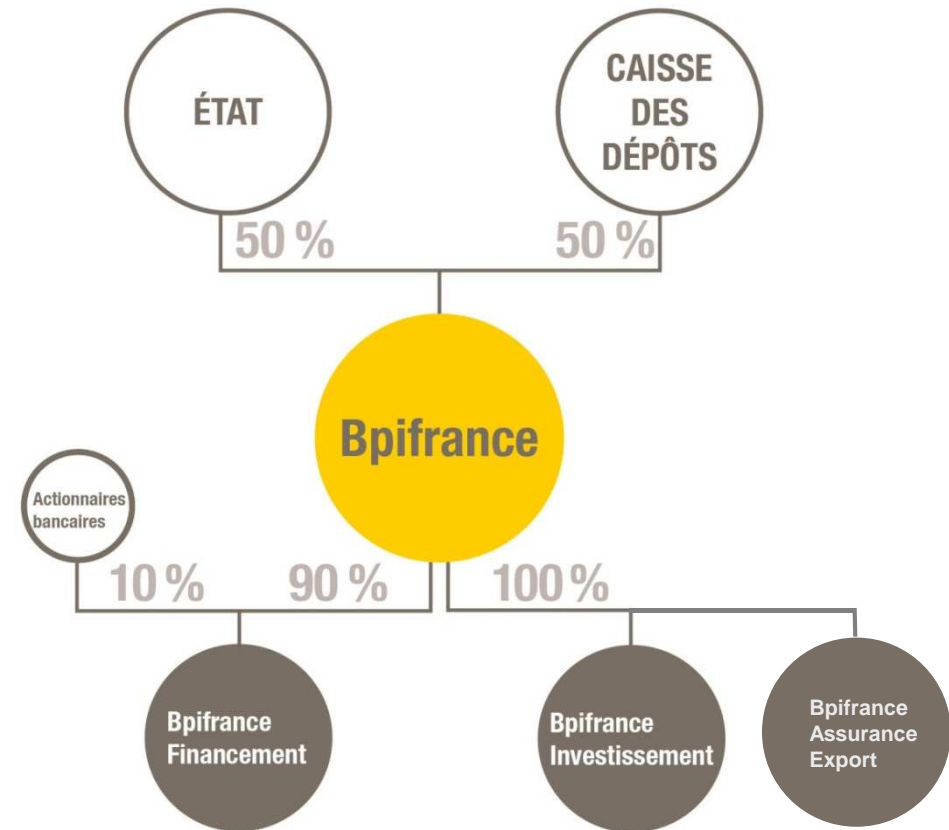 ÉTAT
CAISSE
DES
DÉPÔTS
50 %
50 %
Bpifrance
Actionnaires
bancaires
10 %
90 %
100 %
Bpifrance
Financement
Bpifrance
Investissement
Bpifrance
Assurance
Export